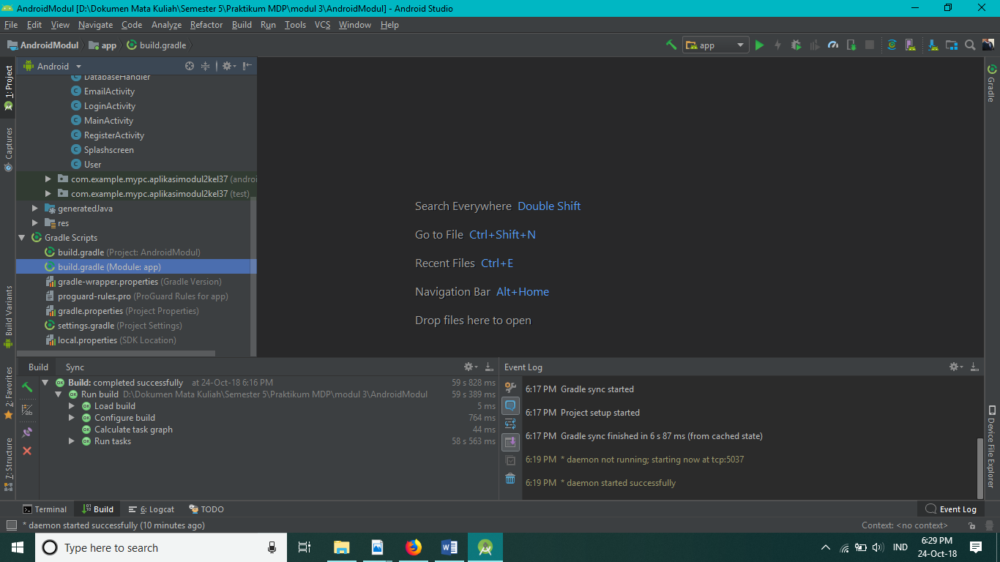 AndroidModul [D:\Dokumen Mata Kuliah\Semester 5\Praktikum MDP\modul 3\AndroidModul] - Android Studio
File Edit View Navigate Code Analyze Refactor Build Run Tools VCS Window Help
AndroidModul app build.gradle
app
1: Project
Captures
Build Variants
2: Favorites
7: Structure
Android
DatabaseHandler
EmailActivity
LoginActivity
MainActivity
RegisterActivity
Splashscreen
User
com.example.mypc.aplikasimodul2kel37 (androi
com.example.mypc.aplikasimodul2kel37 (test)
generatedJava
res
Gradle Scripts
build.gradle (Project: AndroidModul)
build.gradle (Module: app)
gradle-wrapper.properties (Gradle Version)
proguard-rules.pro (ProGuard Rules for app)
gradle.properties (Project Properties)
settings.gradle (Project Settings)
local.properties (SDK Location)
Search Everywhere Double Shift
Go to File Ctrl+Shift+N
Recent Files Ctrl+E
Navigation Bar Alt+Home
Drop files here to open
Gradle
Device File Explorer
Build Sync
Build: completed successfully at 24-Oct-18 6:16 PM 59 s 828 ms
Run build D:\Dokumen Mata Kuliah\Semester 5\Praktikum MDP\modul 3\AndroidModul 59 s 389 ms
Load build 5 ms
Configure build 764 ms
Calculate task graph 44 ms
Run tasks 58 s 563 ms
Event Log
6:17 PM Gradle sync started
6:17 PM Project setup started
6:17 PM Gradle sync finished in 6 s 87 ms (from cached state)
6:19 PM * daemon not running; starting now at tcp:5037
6:19 PM * daemon started successfully
Terminal Build 6: Logcat TODO Event Log
* daemon started successfully (10 minutes ago) Context: <no context>
Type here to search
IND
6:29 PM
24-Oct-18